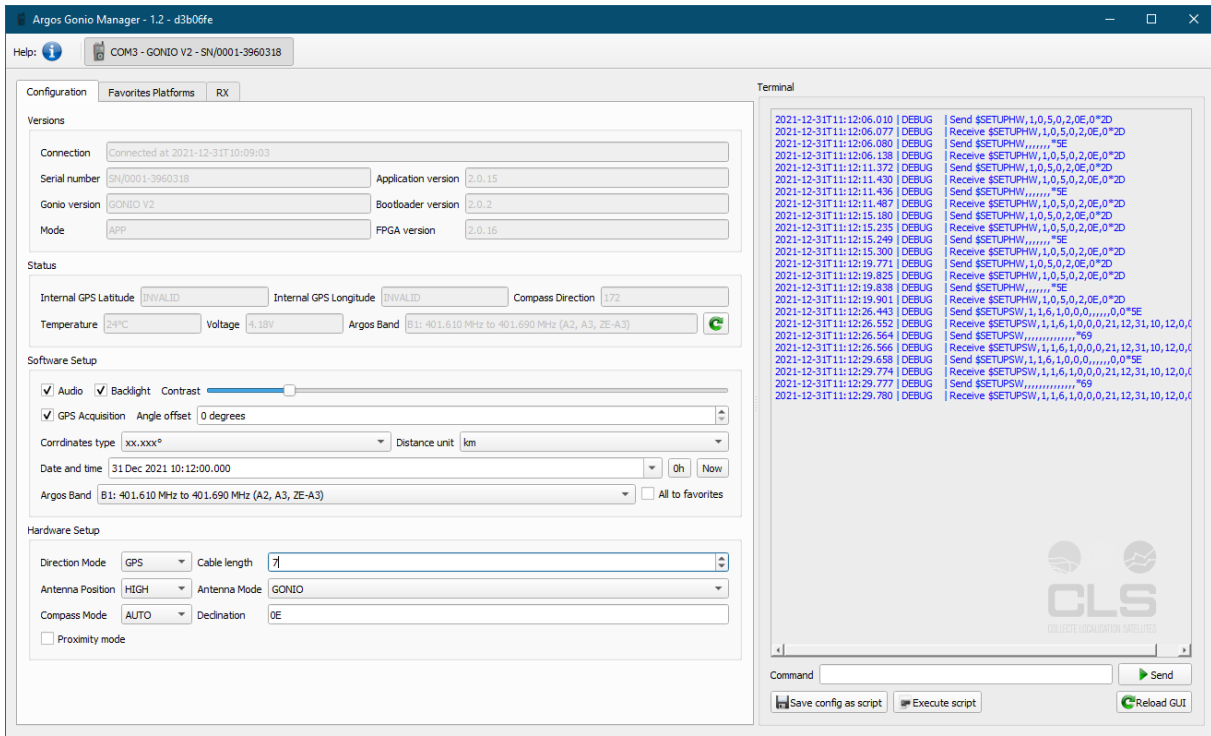 Argos Gonio Manager - 1.2 - d3b06fe
Help: COM3 - GONIO V2 - SN/0001-3960318
Configuration Favorites Platforms RX
Versions
Connection Connected at 2021-12-31T10:09:03
Serial number SN/0001-3960318 Application version 2.0.15
Gonio version GONIO V2 Bootloader version 2.0.2
Mode APP FPGA version 2.0.16
Status
Internal GPS Latitude INVALID Internal GPS Longitude INVALID Compass Direction 172
Temperature 24°C Voltage 4.18V Argos Band B1: 401.610 MHz to 401.690 MHz (A2, A3, ZE-A3)
Software Setup
Audio Backlight Contrast
GPS Acquisition Angle offset 0 degrees
Corrdinates type xx.xxx° Distance unit km
Date and time 31 Dec 2021 10:12:00.000 0h Now
Argos Band B1: 401.610 MHz to 401.690 MHz (A2, A3, ZE-A3) All to favorites
Hardware Setup
Direction Mode GPS Cable length 7
Antenna Position HIGH Antenna Mode GONIO
Compass Mode AUTO Declination 0E
Proximity mode
Terminal
2021-12-31T11:12:06.010 | DEBUG | Send $SETUPHW,1,0,5,0,2,0E,0*2D
2021-12-31T11:12:06.077 | DEBUG | Receive $SETUPHW,1,0,5,0,2,0E,0*2D
2021-12-31T11:12:06.080 | DEBUG | Send $SETUPHW,,,,,,,*5E
2021-12-31T11:12:06.138 | DEBUG | Receive $SETUPHW,1,0,5,0,2,0E,0*2D
2021-12-31T11:12:11.372 | DEBUG | Send $SETUPHW,1,0,5,0,2,0E,0*2D
2021-12-31T11:12:11.430 | DEBUG | Receive $SETUPHW,1,0,5,0,2,0E,0*2D
2021-12-31T11:12:11.436 | DEBUG | Send $SETUPHW,,,,,,,*5E
2021-12-31T11:12:11.487 | DEBUG | Receive $SETUPHW,1,0,5,0,2,0E,0*2D
2021-12-31T11:12:15.180 | DEBUG | Send $SETUPHW,1,0,5,0,2,0E,0*2D
2021-12-31T11:12:15.235 | DEBUG | Receive $SETUPHW,1,0,5,0,2,0E,0*2D
2021-12-31T11:12:15.249 | DEBUG | Send $SETUPHW,,,,,,,*5E
2021-12-31T11:12:15.300 | DEBUG | Receive $SETUPHW,1,0,5,0,2,0E,0*2D
2021-12-31T11:12:19.771 | DEBUG | Send $SETUPHW,1,0,5,0,2,0E,0*2D
2021-12-31T11:12:19.825 | DEBUG | Receive $SETUPHW,1,0,5,0,2,0E,0*2D
2021-12-31T11:12:19.838 | DEBUG | Send $SETUPHW,,,,,,,*5E
2021-12-31T11:12:19.901 | DEBUG | Receive $SETUPHW,1,0,5,0,2,0E,0*2D
2021-12-31T11:12:26.443 | DEBUG | Send $SETUPSW,1,1,6,1,0,0,0,,,,,,0,0*5E
2021-12-31T11:12:26.552 | DEBUG | Receive $SETUPSW,1,1,6,1,0,0,0,21,12,31,10,12,0,0
2021-12-31T11:12:26.564 | DEBUG | Send $SETUPSW,,,,,,,,,,,,,,,*69
2021-12-31T11:12:26.566 | DEBUG | Receive $SETUPSW,1,1,6,1,0,0,0,21,12,31,10,12,0,0
2021-12-31T11:12:29.658 | DEBUG | Send $SETUPSW,1,1,6,1,0,0,0,,,,,,0,0*5E
2021-12-31T11:12:29.774 | DEBUG | Receive $SETUPSW,1,1,6,1,0,0,0,21,12,31,10,12,0,0
2021-12-31T11:12:29.777 | DEBUG | Send $SETUPSW,,,,,,,,,,,,,,,*69
2021-12-31T11:12:29.780 | DEBUG | Receive $SETUPSW,1,1,6,1,0,0,0,21,12,31,10,12,0,0
CLS
COLLECTE LOCALISATION SATELLITES
Command Send
Save config as script Execute script Reload GUI